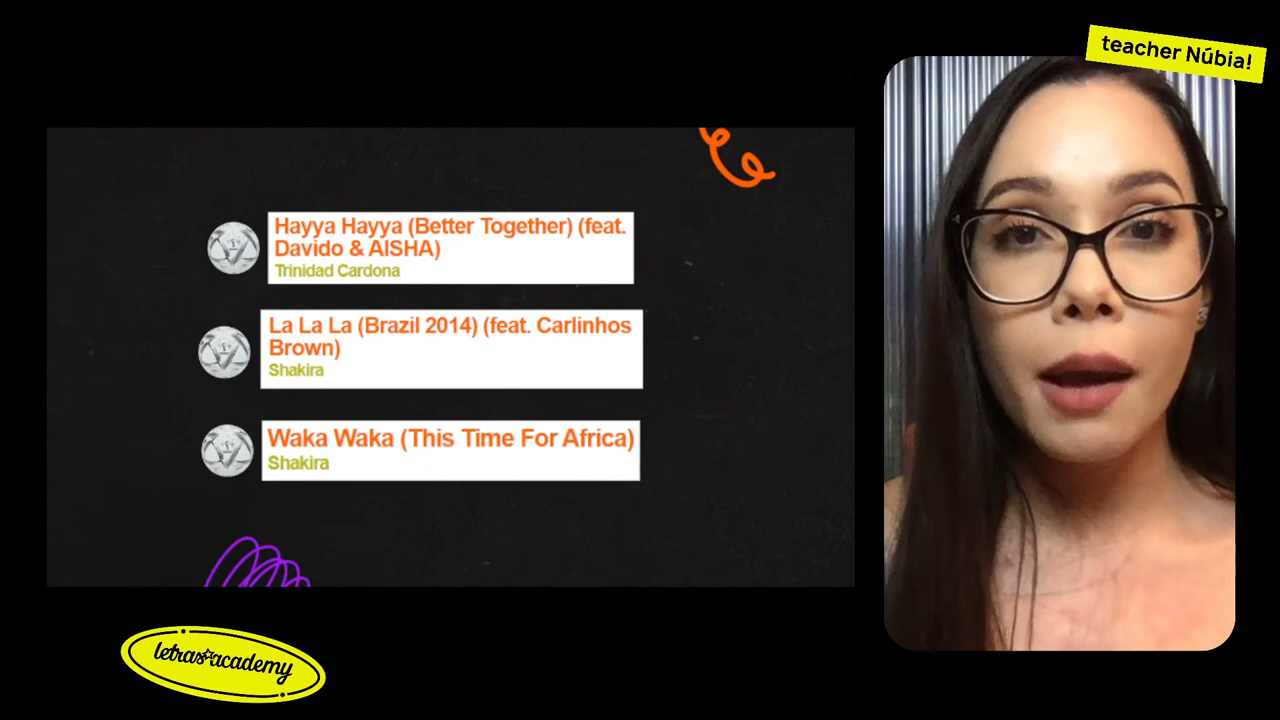 teacher Núbia!
Hayya Hayya (Better Together) (feat.
Davido & AISHA)
Trinidad Cardona
La La La (Brazil 2014) (feat. Carlinhos
Brown)
Shakira
Waka Waka (This Time For Africa)
Shakira
letras academy